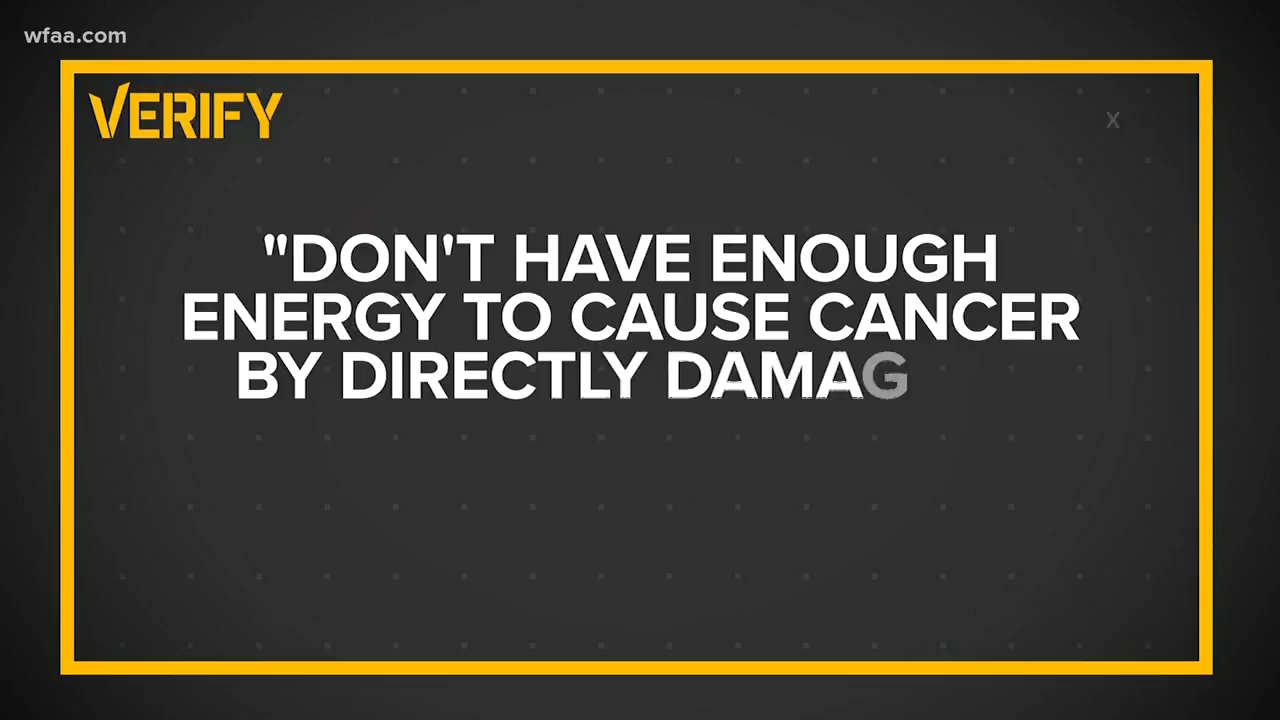 wfaa.com
VERIFY
X
"DON'T HAVE ENOUGH
ENERGY TO CAUSE CANCER
BY DIRECTLY DAMAG